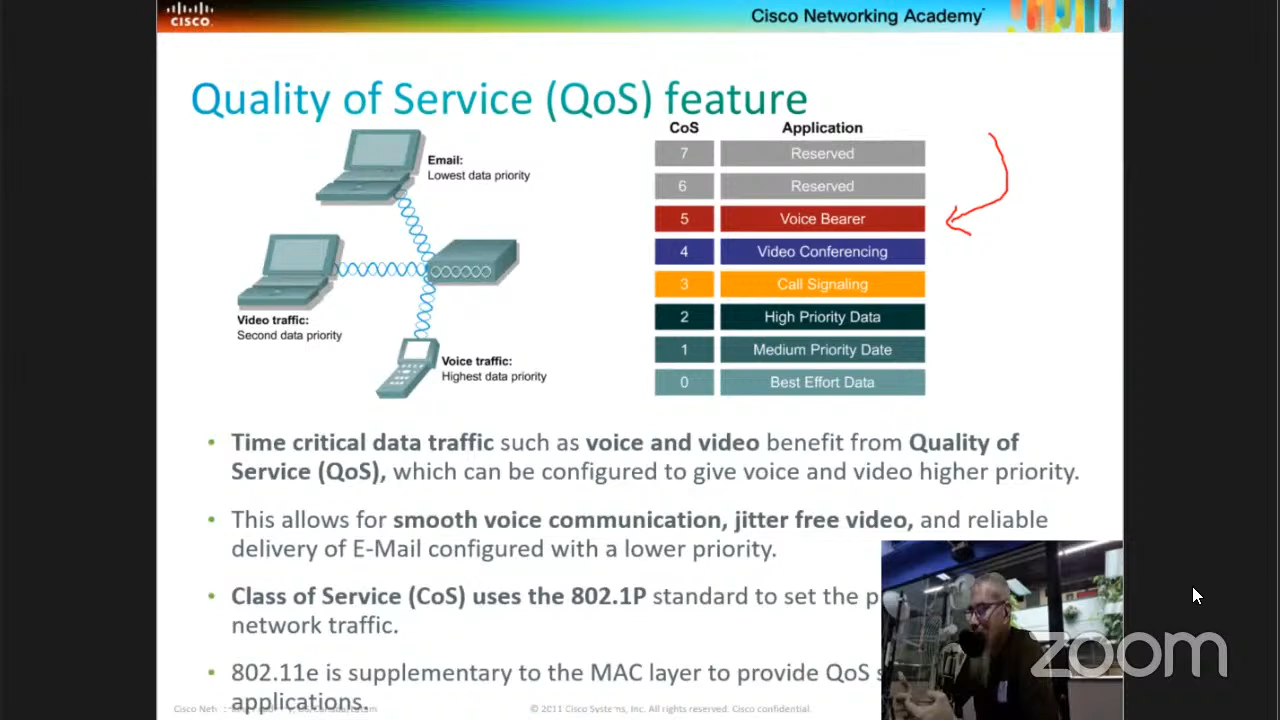 CISCO.
Cisco Networking Academy
Quality of Service (QoS) feature
Email:
Lowest data priority
Video traffic:
Second data priority
Voice traffic:
Highest data priority
CoS Application
7 Reserved
6 Reserved
5 Voice Bearer
4 Video Conferencing
3 Call Signaling
2 High Priority Data
1 Medium Priority Date
0 Best Effort Data
• Time critical data traffic such as voice and video benefit from Quality of
Service (QoS), which can be configured to give voice and video higher priority.
• This allows for smooth voice communication, jitter free video, and reliable
delivery of E-Mail configured with a lower priority.
• Class of Service (CoS) uses the 802.1P standard to set the p
network traffic.
• 802.11e is supplementary to the MAC layer to provide QoS s
applications.
© 2011 Cisco Systems, Inc. All rights reserved. Cisco confidential.
zoom